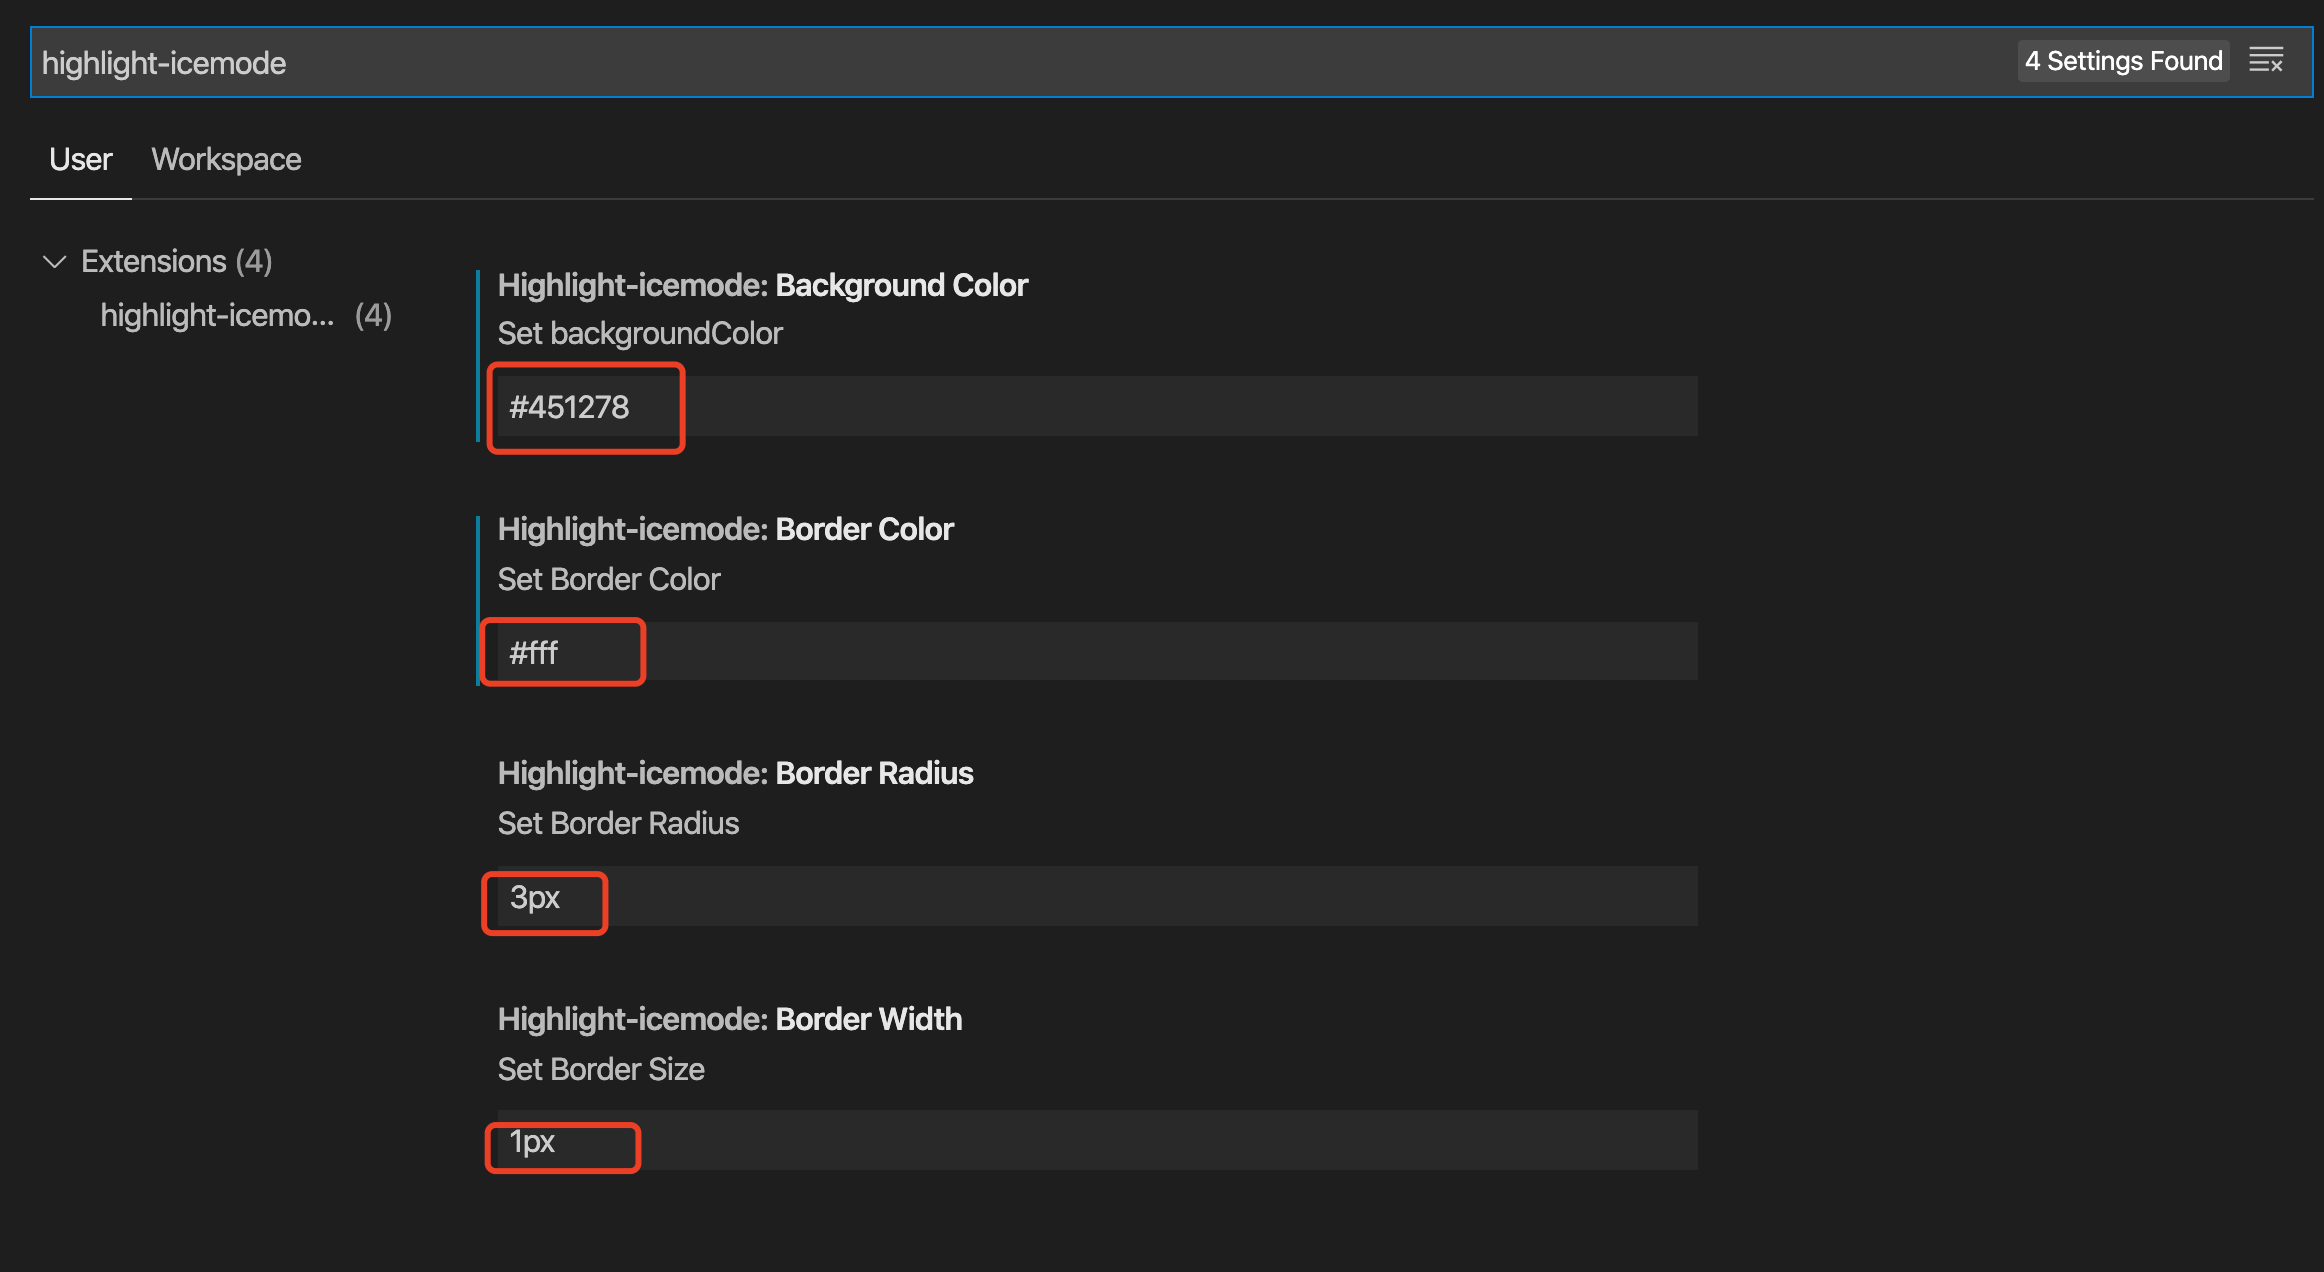 highlight-icemode
4 Settings Found
User
Workspace
Extensions (4)
highlight-icemo... (4)
Highlight-icemode: Background Color
Set backgroundColor
#451278
Highlight-icemode: Border Color
Set Border Color
#fff
Highlight-icemode: Border Radius
Set Border Radius
3px
Highlight-icemode: Border Width
Set Border Size
1px